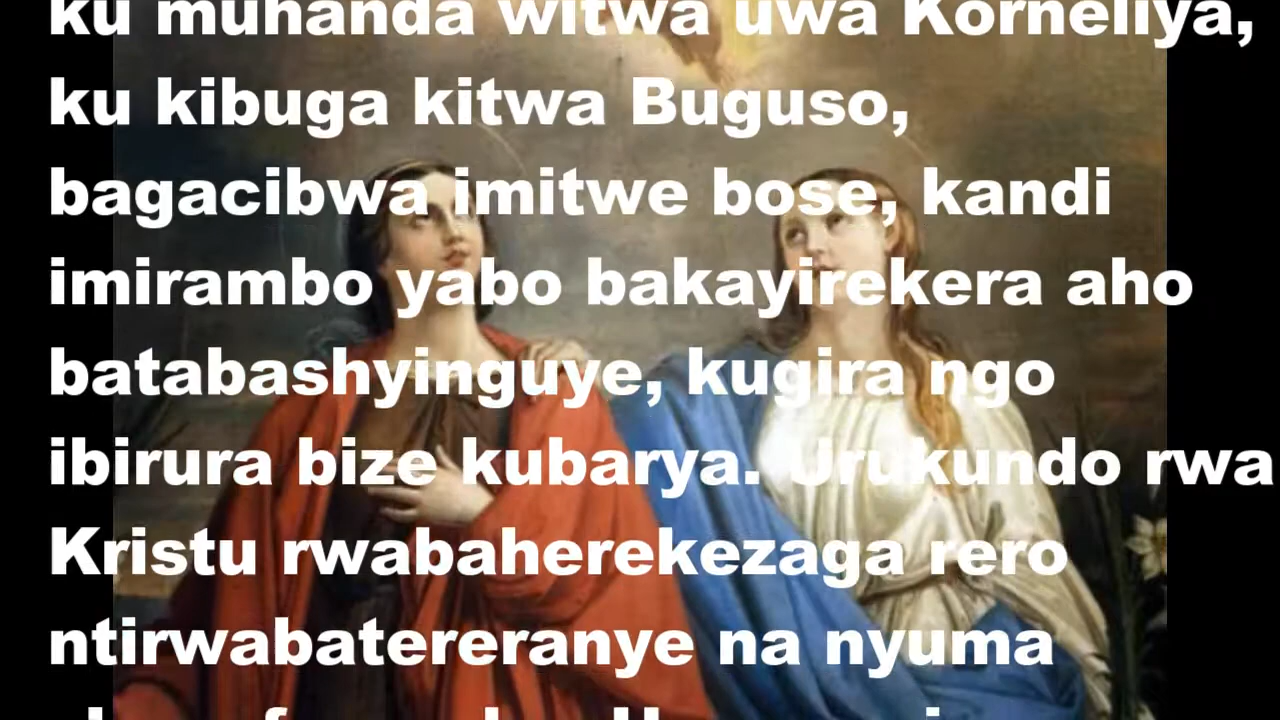 ku muhanda witwa uwa Korneliya,
ku kibuga kitwa Buguso,
bagacibwa imitwe bose, kandi
imirambo yabo bakayirekera aho
batabashyinguye, kugira ngo
ibirura bize kubarya. Urukundo rwa
Kristu rwabaherekezaga rero
ntirwabatereranye na nyuma